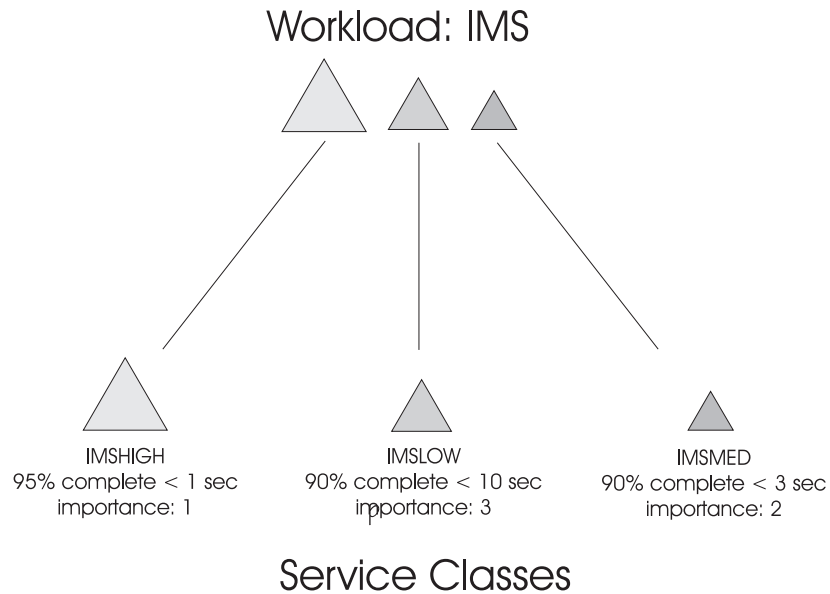 Workload: IMS
IMSHIGH
95% complete < 1 sec
importance: 1
IMSLOW
90% complete < 10 sec
importance: 3
p
IMSMED
90% complete < 3 sec
importance: 2
Service Classes